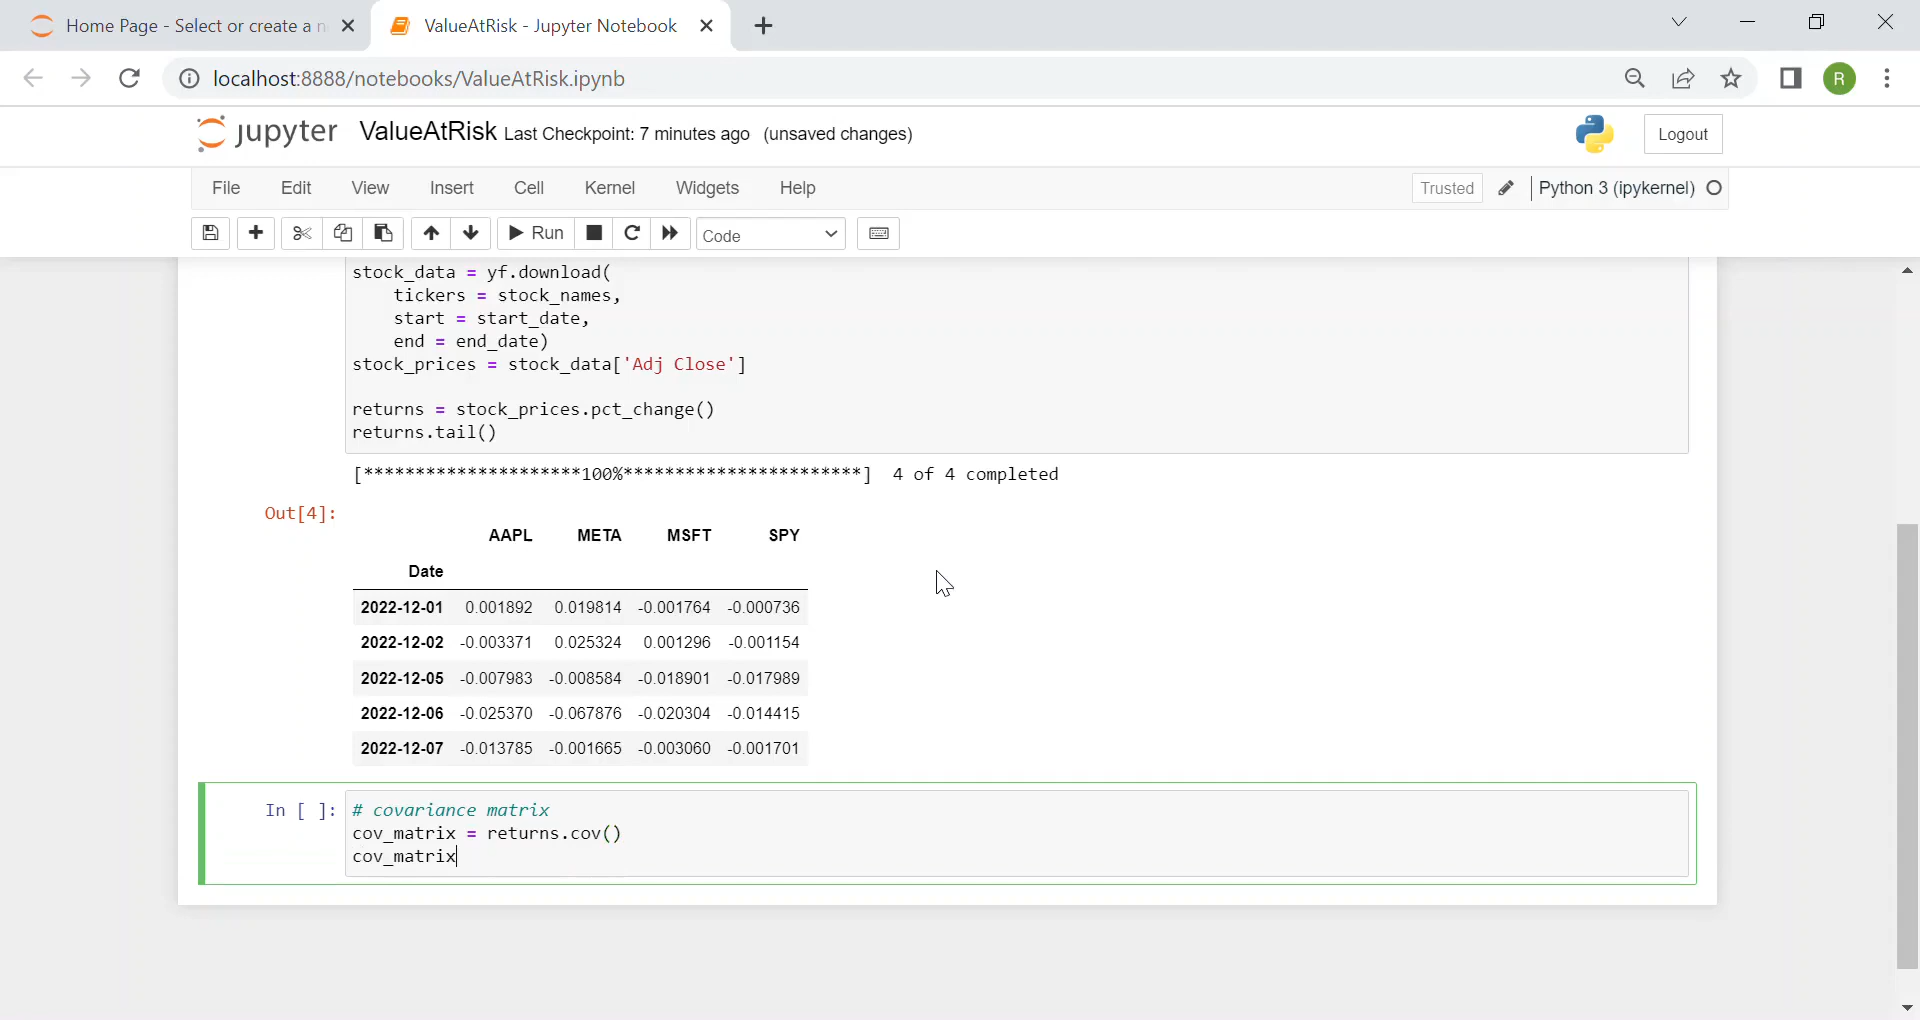 Home Page - Select or create a n
ValueAtRisk - Jupyter Notebook
localhost:8888/notebooks/ValueAtRisk.ipynb
R
jupyter ValueAtRisk Last Checkpoint: 7 minutes ago (unsaved changes)
Logout
File Edit View Insert Cell Kernel Widgets Help
Trusted Python 3 (ipykernel)
Run Code
stock_data = yf.download(
    tickers = stock_names,
    start = start_date,
    end = end_date)
stock_prices = stock_data['Adj Close']
returns = stock_prices.pct_change()
returns.tail()
[*********************100%***********************]  4 of 4 completed
Out[4]:
AAPL META MSFT SPY
Date
2022-12-01 0.001892 0.019814 -0.001764 -0.000736
2022-12-02 -0.003371 0.025324 0.001296 -0.001154
2022-12-05 -0.007983 -0.008584 -0.018901 -0.017989
2022-12-06 -0.025370 -0.067876 -0.020304 -0.014415
2022-12-07 -0.013785 -0.001665 -0.003060 -0.001701
In [ ]: # covariance matrix
cov_matrix = returns.cov()
cov_matrix